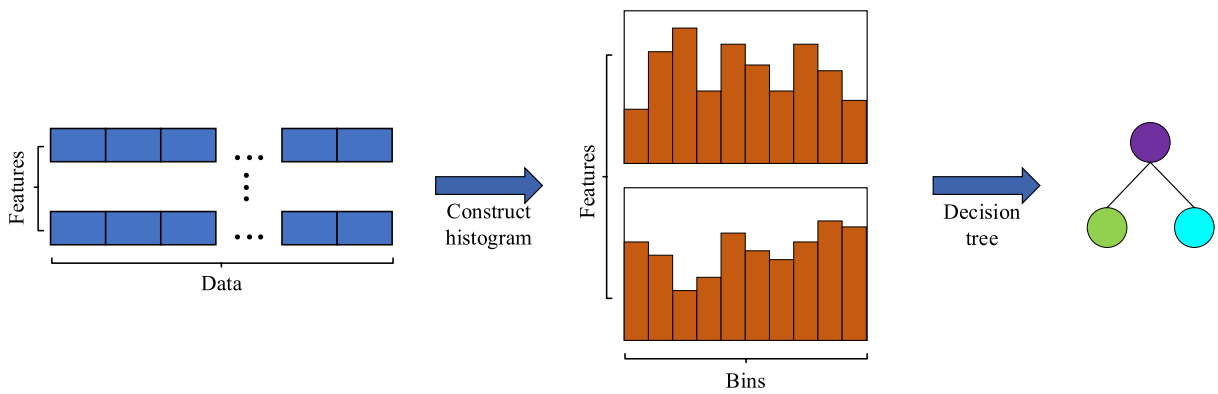 Features
Data
Construct
histogram
Features
Bins
Decision
tree